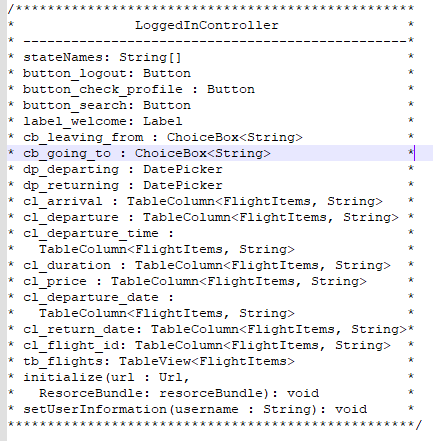 /**************************************************
*               LoggedInController                *
* ------------------------------------------------*
* stateNames: String[]                            *
* button_logout: Button                           *
* button_check_profile : Button                   *
* button_search: Button                           *
* label_welcome: Label                            *
* cb_leaving_from : ChoiceBox<String>             *
* cb_going_to : ChoiceBox<String>                 *
* dp_departing : DatePicker                       *
* dp_returning : DatePicker                       *
* cl_arrival : TableColumn<FlightItems, String>   *
* cl_departure : TableColumn<FlightItems, String> *
* cl_departure_time :                             *
*   TableColumn<FlightItems, String>              *
* cl_duration : TableColumn<FlightItems, String>  *
* cl_price : TableColumn<FlightItems, String>     *
* cl_departure_date :                             *
*   TableColumn<FlightItems, String>              *
* cl_return_date: TableColumn<FlightItems, String>*
* cl_flight_id: TableColumn<FlightItems, String>  *
* tb_flights: TableView<FlightItems>              *
* initialize(url : Url,                           *
*   ResorceBundle: resorceBundle): void           *
* setUserInformation(username : String): void     *
**************************************************/